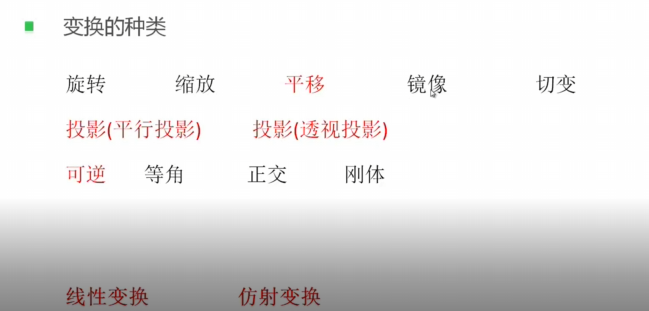 变换的种类
旋转 缩放 平移 镜像 切变
投影(平行投影) 投影(透视投影)
可逆 等角 正交 刚体
线性变换 仿射变换